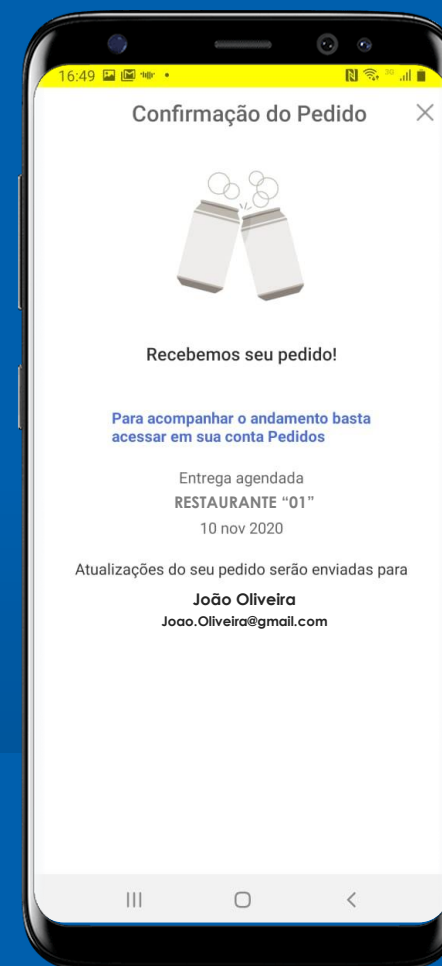 16:49
3G
Confirmação do Pedido
Recebemos seu pedido!
Para acompanhar o andamento basta
acessar em sua conta Pedidos
Entrega agendada
RESTAURANTE “01”
10 nov 2020
Atualizações do seu pedido serão enviadas para
João Oliveira
Joao.Oliveira@gmail.com